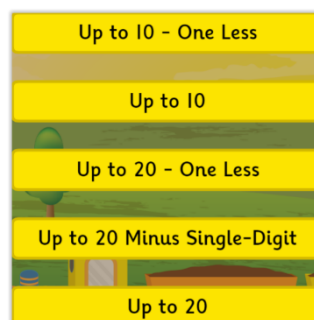 Up to 10 - One Less
Up to 10
Up to 20 - One Less
Up to 20 Minus Single-Digit
Up to 20